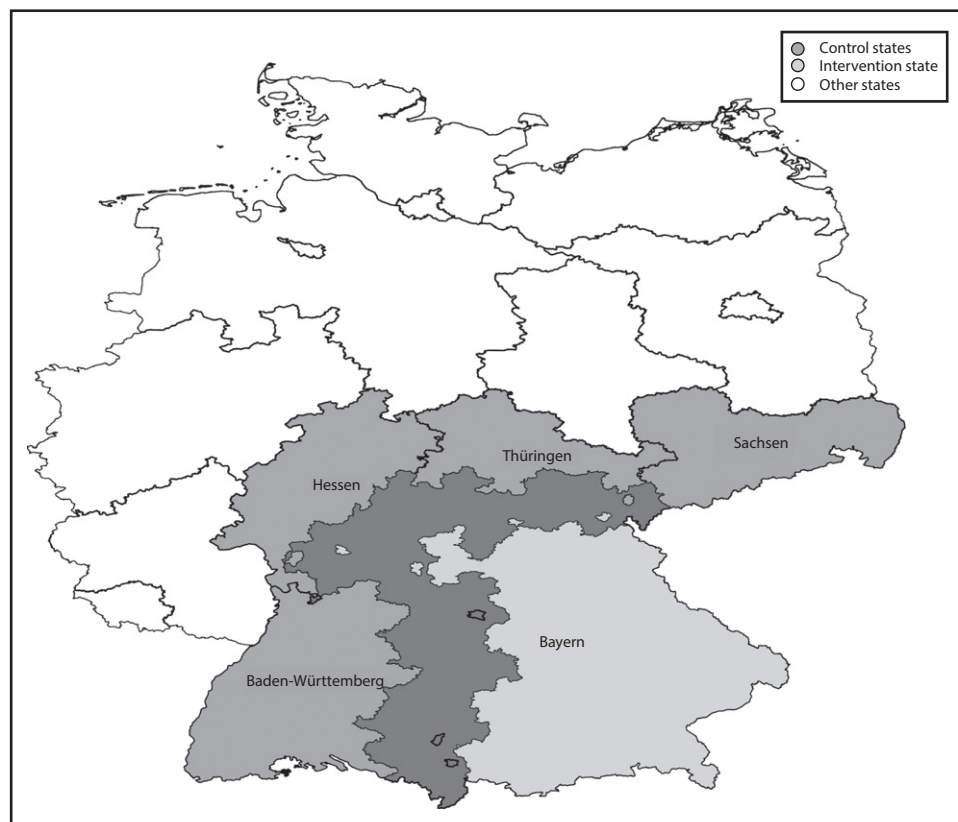 Control states
Intervention state
Other states
Sachsen
Thüringen
Hessen
Bayern
Baden-Württemberg